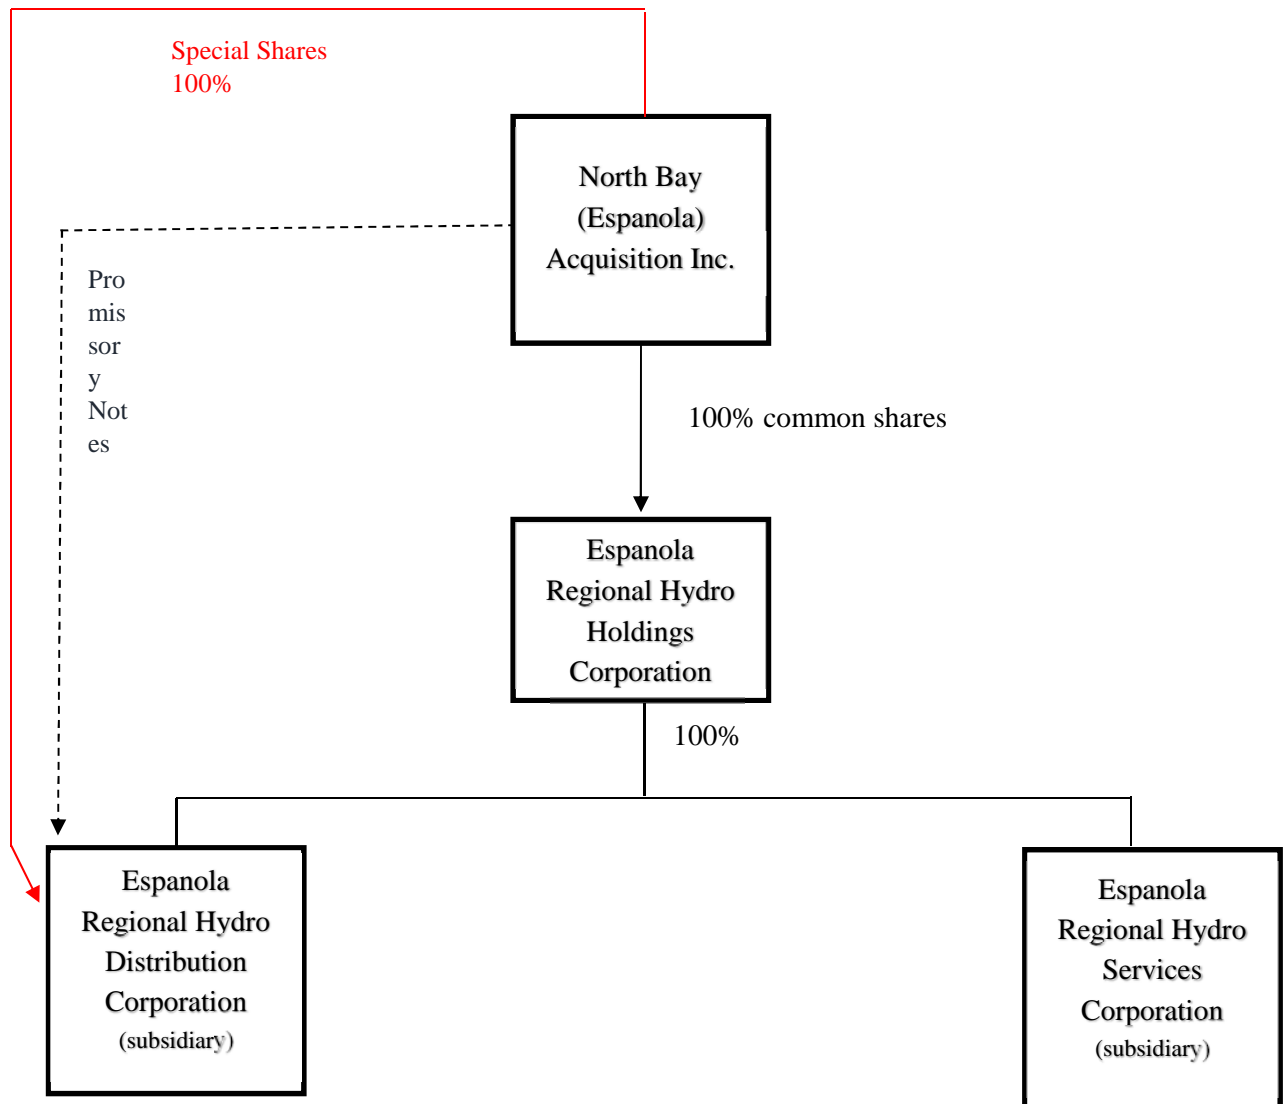 Special Shares
100%
North Bay
(Espanola)
Acquisition Inc.
Pro
mis
sor
y
Not
es
100% common shares
Espanola
Regional Hydro
Holdings
Corporation
100%
Espanola
Regional Hydro
Distribution
Corporation
(subsidiary)
Espanola
Regional Hydro
Services
Corporation
(subsidiary)